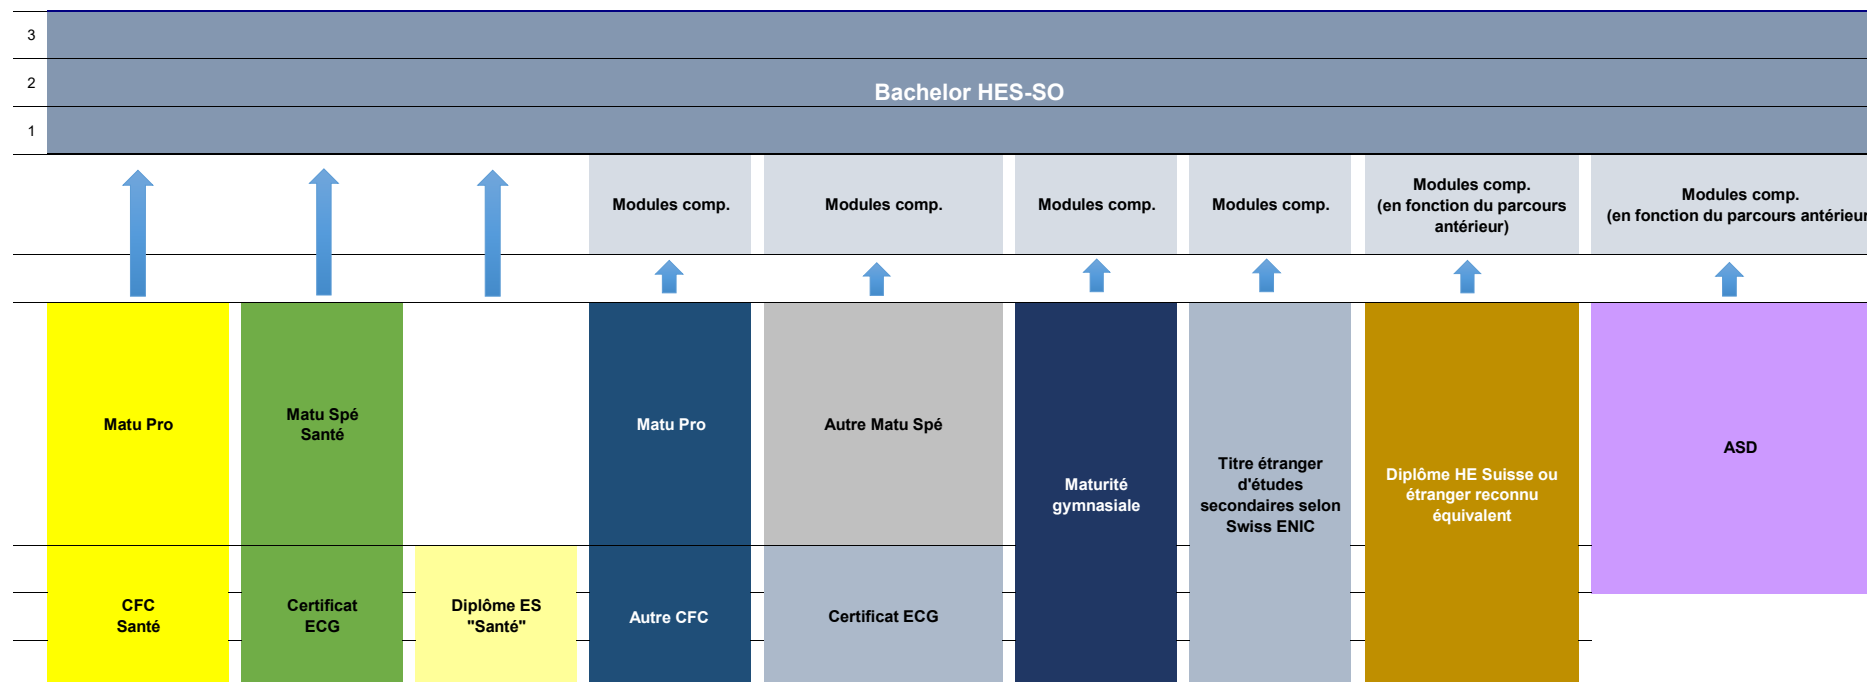 3
2
Bachelor HES-SO
1
Modules comp.
Modules comp.
Modules comp.
Modules comp.
Modules comp.
(en fonction du parcours
antérieur)
Modules comp.
(en fonction du parcours antérieur
Matu Pro
Matu Spé
Santé
Matu Pro
Autre Matu Spé
Maturité
gymnasiale
Titre étranger
d'études
secondaires selon
Swiss ENIC
Diplôme HE Suisse ou
étranger reconnu
équivalent
ASD
CFC
Santé
Certificat
ECG
Diplôme ES
"Santé"
Autre CFC
Certificat ECG